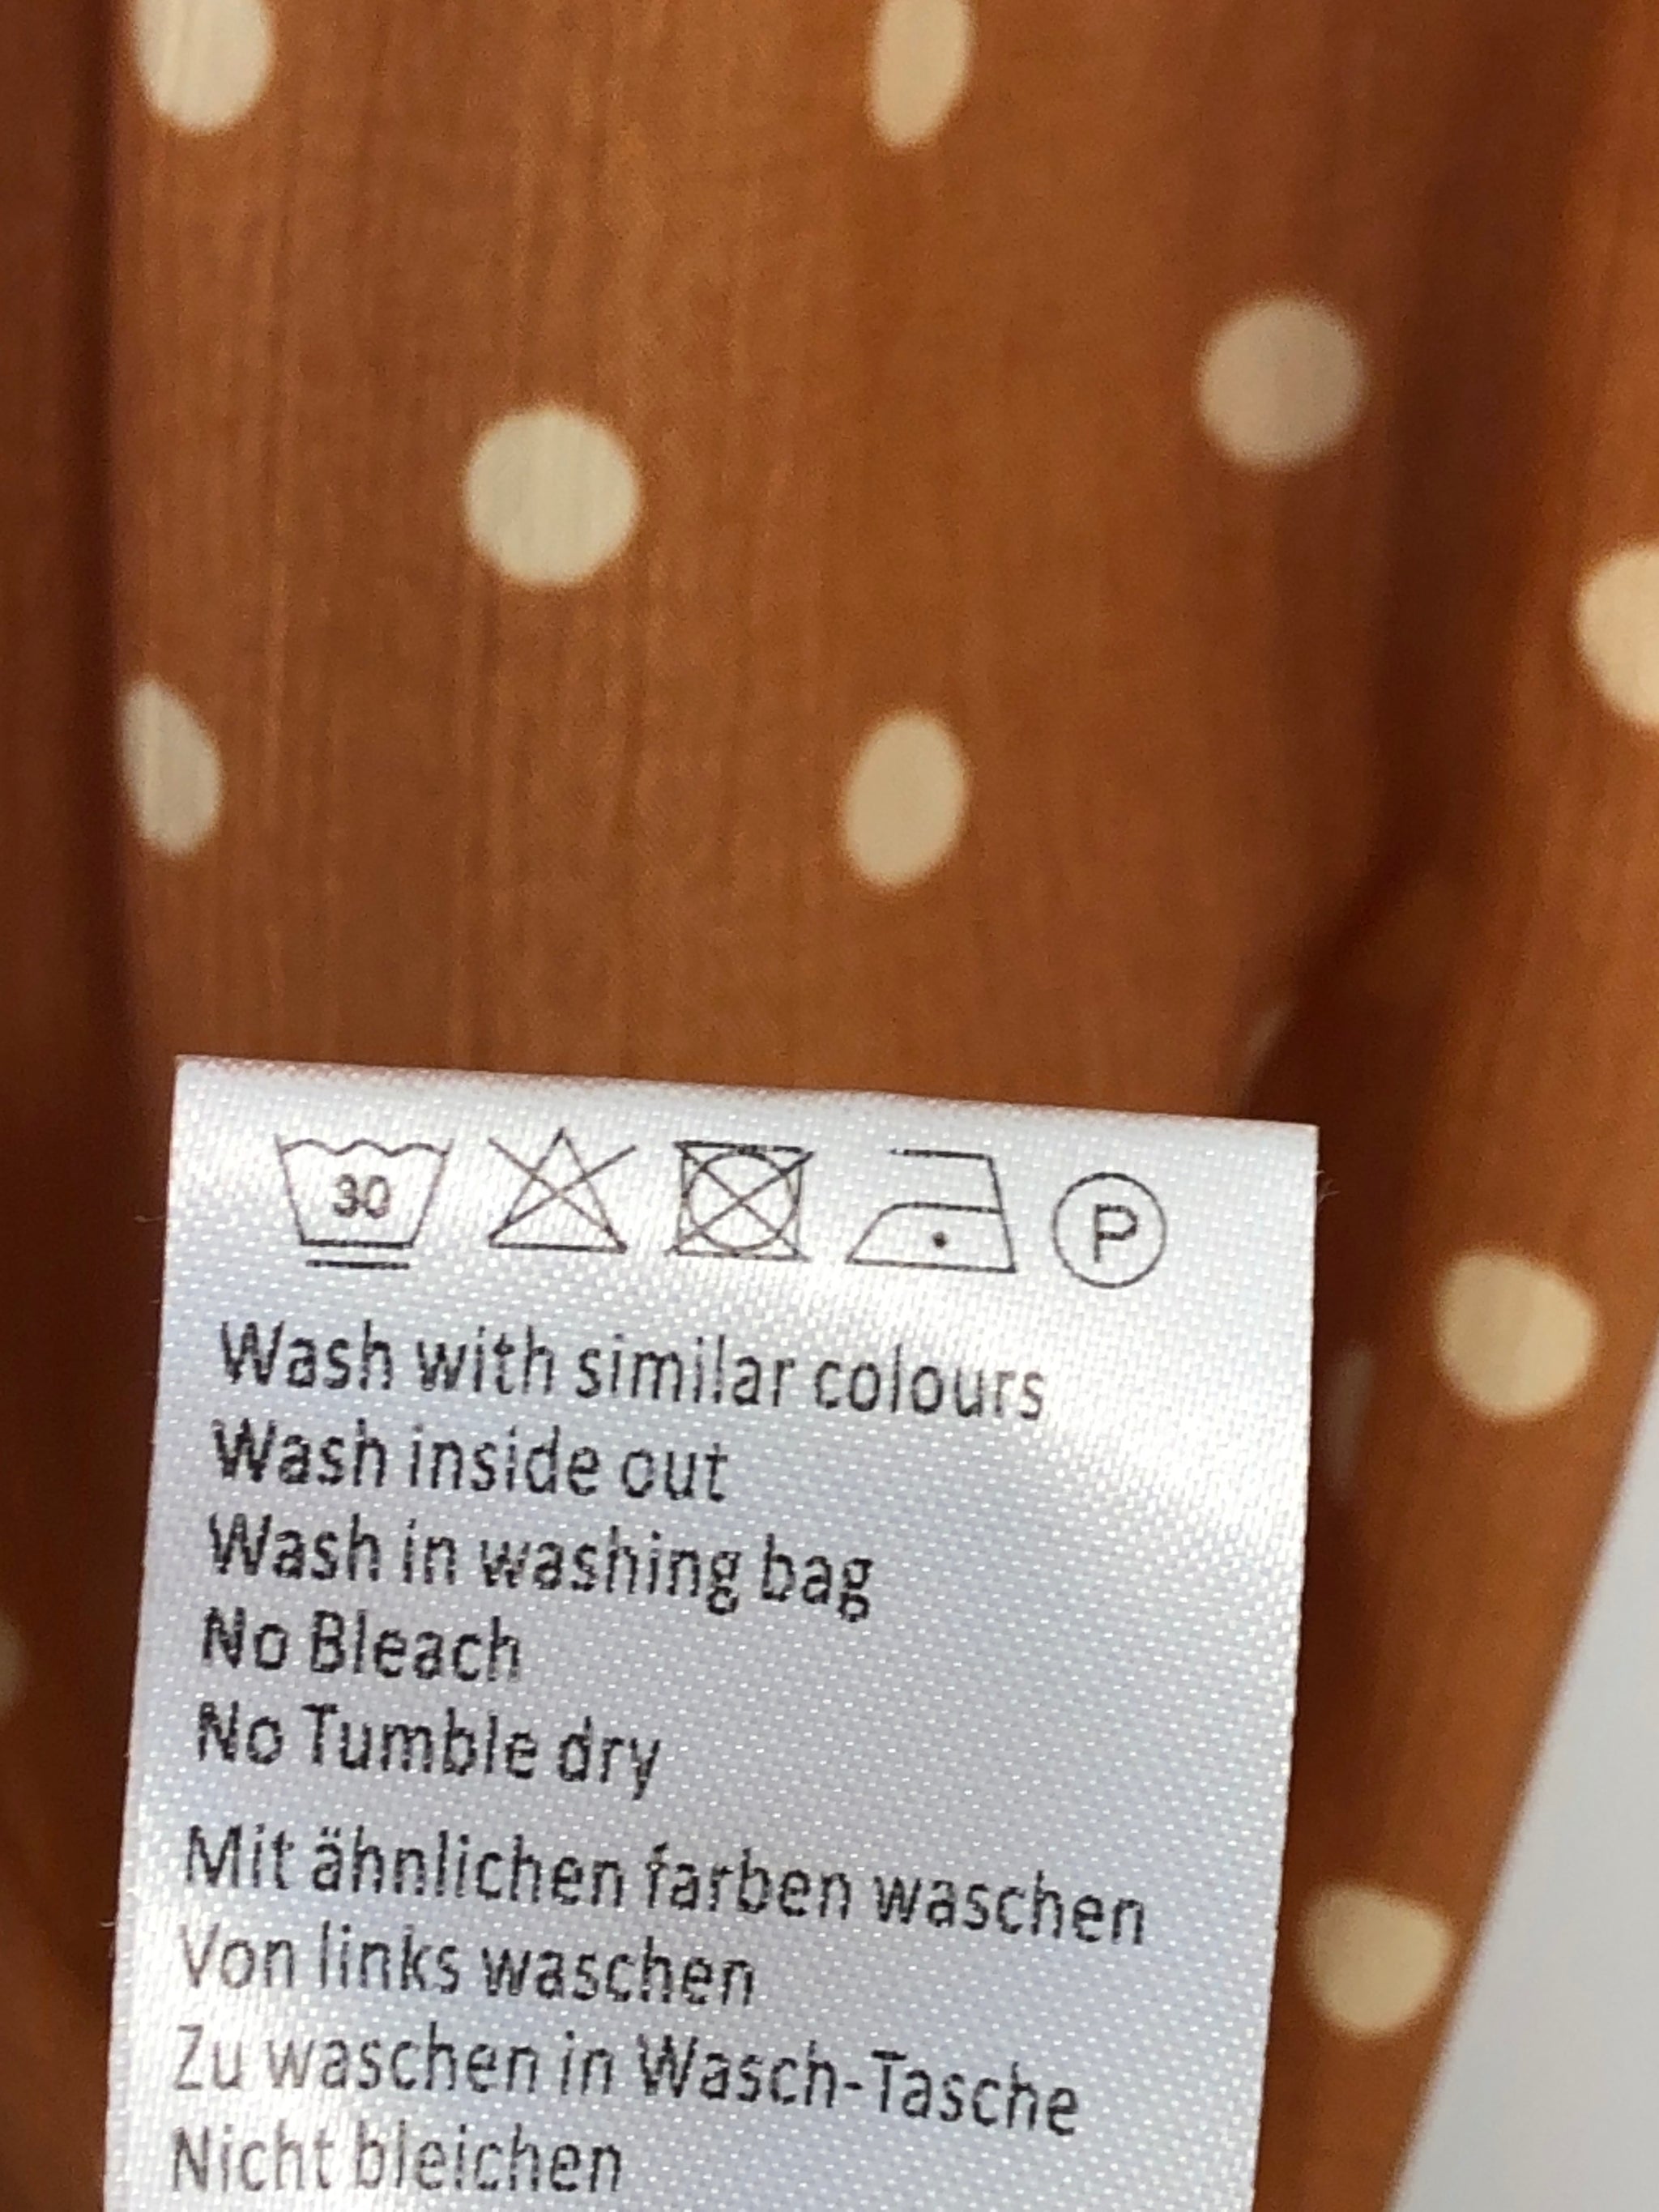 30 P
Wash with similar colours
Wash inside out
Wash in washing bag
No Bleach
No Tumble dry
Mit ähnlichen farben waschen
Von links waschen
Zu waschen in Wasch-Tasche
Nicht bleichen